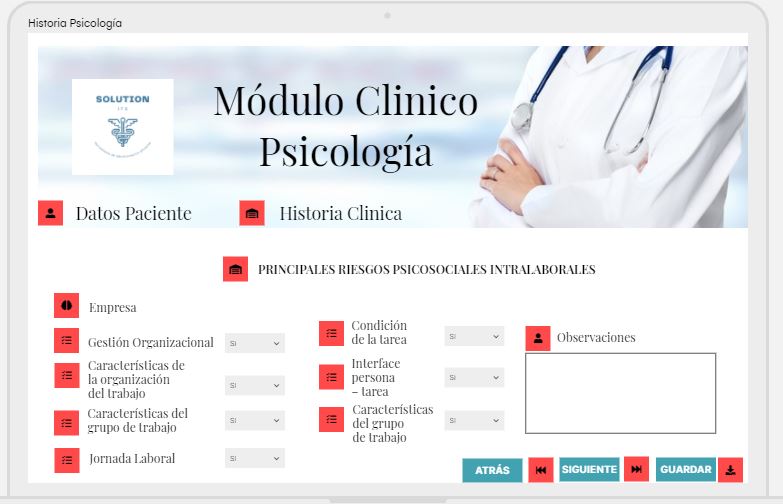 Historia Psicología
SOLUTION
Módulo Clinico
Psicología
Datos Paciente
Historia Clinica
PRINCIPALES RIESGOS PSICOSOCIALES INTRALABORALES
Empresa
Gestión Organizacional
SI
Características de
la organización
del trabajo
SI
Características del
grupo de trabajo
SI
Jornada Laboral
SI
Condición
de la tarea
SI
Interface
persona
– tarea
SI
Características
del grupo
de trabajo
SI
Observaciones
ATRÁS
SIGUIENTE
GUARDAR